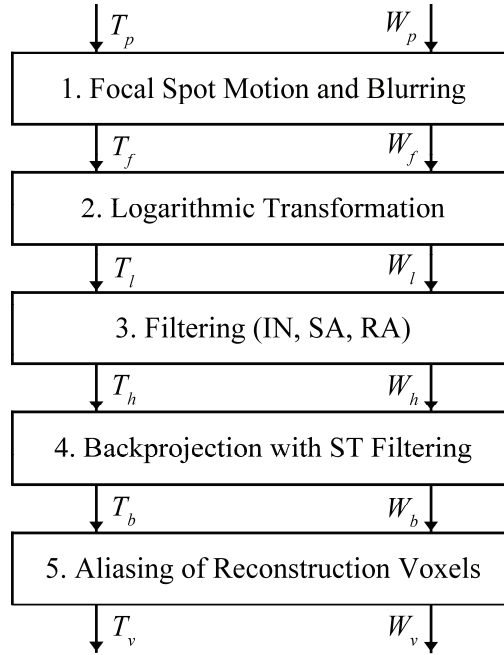 T_p W_p
1. Focal Spot Motion and Blurring
T_f W_f
2. Logarithmic Transformation
T_l W_l
3. Filtering (IN, SA, RA)
T_h W_h
4. Backprojection with ST Filtering
T_b W_b
5. Aliasing of Reconstruction Voxels
T_v W_v